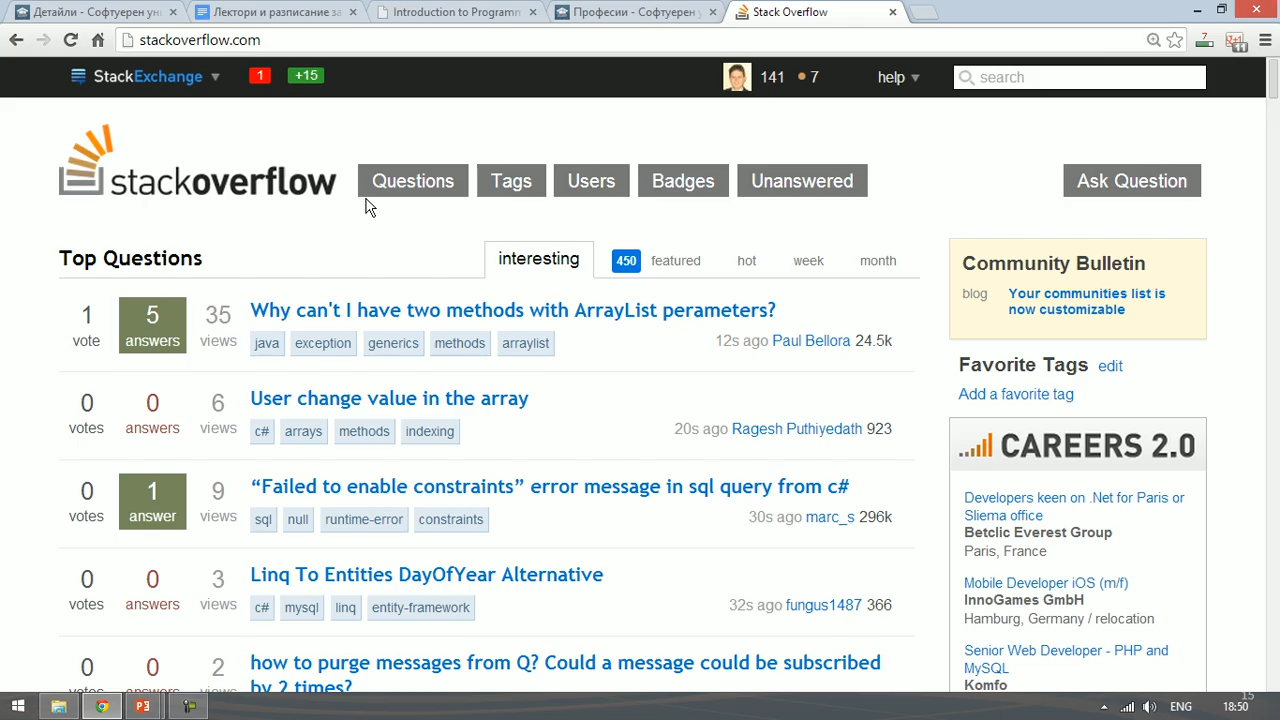 Детайли - Софтуерен ун
Лектори и разписание за
Introduction to Programm
Професии - Софтуерен у
Stack Overflow
stackoverflow.com
7
11
StackExchange
1
+15
141
7
help
search
stackoverflow
Questions
Tags
Users
Badges
Unanswered
Ask Question
Top Questions
interesting
450
featured
hot
week
month
1
vote
5
answers
35
views
Why can't I have two methods with ArrayList perameters?
java
exception
generics
methods
arraylist
12s ago Paul Bellora 24.5k
0
votes
0
answers
6
views
User change value in the array
c#
arrays
methods
indexing
20s ago Ragesh Puthiyedath 923
0
votes
1
answer
9
views
“Failed to enable constraints” error message in sql query from c#
sql
null
runtime-error
constraints
30s ago marc_s 296k
0
votes
0
answers
3
views
Linq To Entities DayOfYear Alternative
c#
mysql
linq
entity-framework
32s ago fungus1487 366
0
votes
0
answers
2
views
how to purge messages from Q? Could a message could be subscribed
by 2 times?
Community Bulletin
blog
Your communities list is
now customizable
Favorite Tags edit
Add a favorite tag
CAREERS 2.0
Developers keen on .Net for Paris or
Sliema office
Betclic Everest Group
Paris, France
Mobile Developer iOS (m/f)
InnoGames GmbH
Hamburg, Germany / relocation
Senior Web Developer - PHP and
MySQL
Komfo
15
ENG
18:50